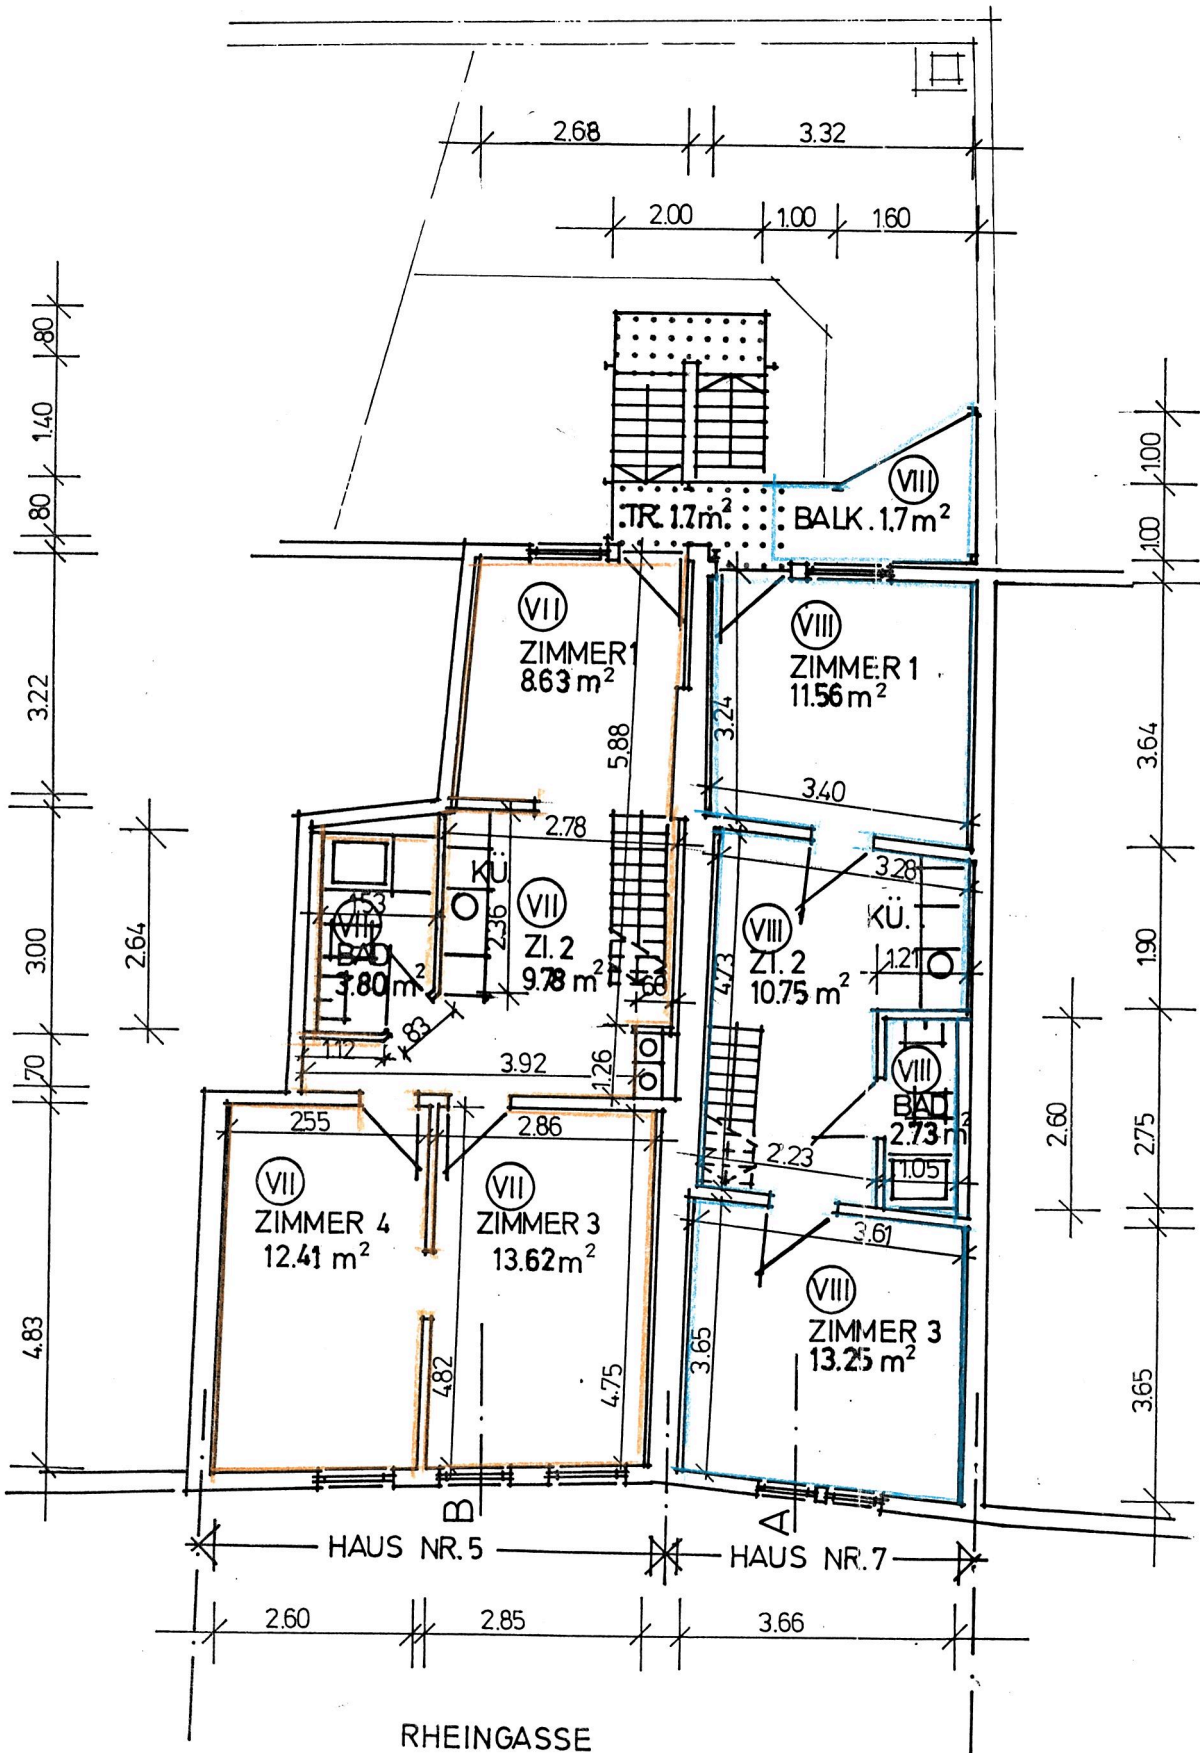 2.68
3.32
2.00
1.00
1.60
80
1.40
80
3.22
3.00
2.64
70
4.83
1.00
1.00
3.64
1.90
2.60
2.75
3.65
TR. 1.7m²
VIII
BALK. 1.7m²
VII
ZIMMER 1
8.63 m²
VIII
ZIMMER 1
11.56 m²
5.88
3.24
3.40
2.78
3.28
KÜ.
2.36
VII
ZI. 2
9.78 m²
66
1.53
VII
BAD
3.80 m²
83
1.12
3.92
1.26
KÜ.
1.21
VIII
ZI. 2
10.75 m²
4.73
VIII
BAD
2.73 m²
1.05
2.23
2.55
2.86
VII
ZIMMER 4
12.41 m²
VII
ZIMMER 3
13.62 m²
4.82
4.75
3.61
VIII
ZIMMER 3
13.25 m²
3.65
B
A
HAUS NR. 5
HAUS NR. 7
2.60
2.85
3.66
RHEINGASSE